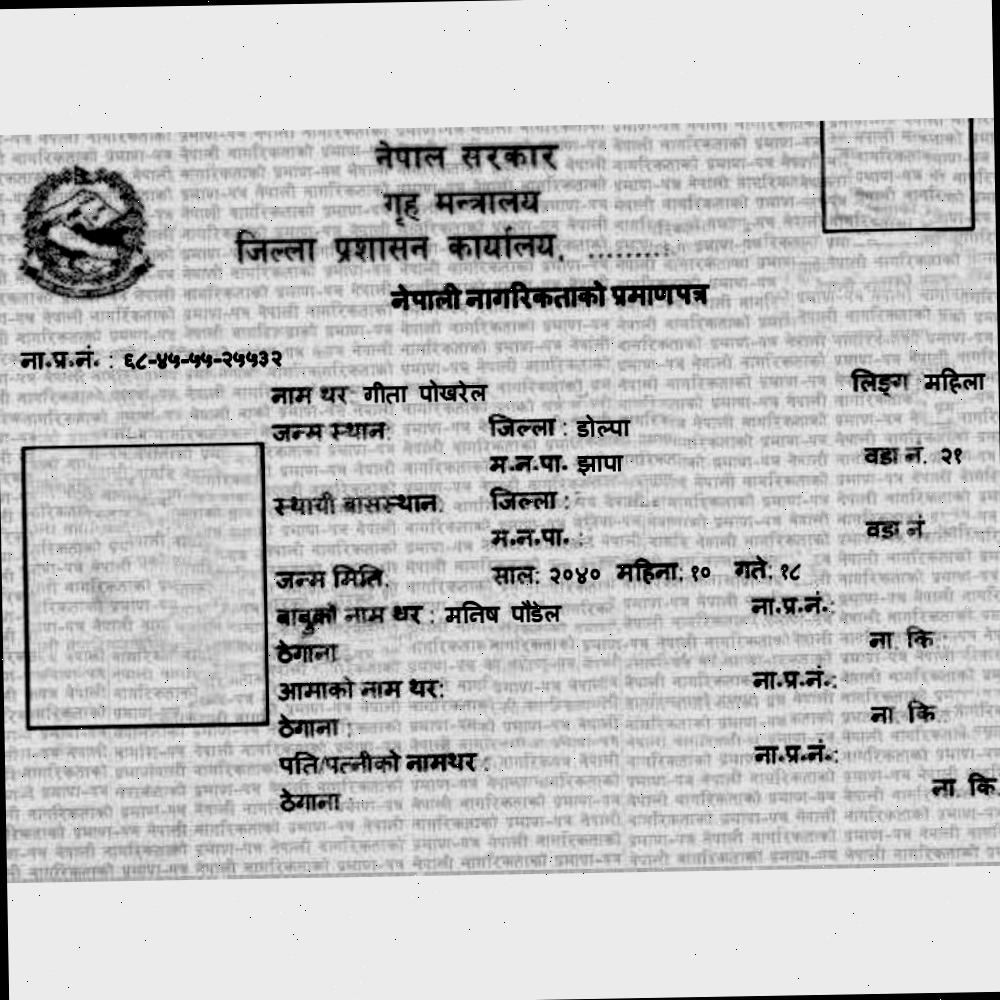 नेपाल सरकार
गृह मन्त्रालय
जिल्ला प्रशासन कार्यालय, .........
नेपाली नागरिकताको प्रमाणपत्र
ना॰प्र॰नं॰ : ६८-४५-५५-२५५३२
नाम थर: गीता पोखरेल लिङ्ग महिला
जन्म स्थान: जिल्ला : डोल्पा
म॰न॰पा॰ झापा वडा नं. २१
स्थायी बासस्थान: जिल्ला :
म॰न॰पा॰ : वडा नं.
जन्म मिति: साल: २०४० महिना: १० गते: १८
बाबुको नाम थर : मतिष पौडेल ना॰प्र॰नं॰:
ठेगाना ना. कि :
आमाको नाम थर: ना॰प्र॰नं॰:
ठेगाना : ना. कि :
पति/पत्नीको नामथर : ना॰प्र॰नं॰:
ठेगाना : ना. कि